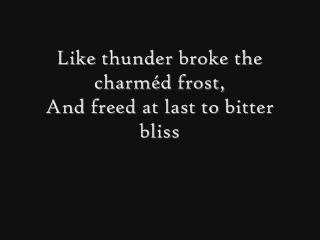 Like thunder broke the
charméd frost,
And freed at last to bitter
bliss